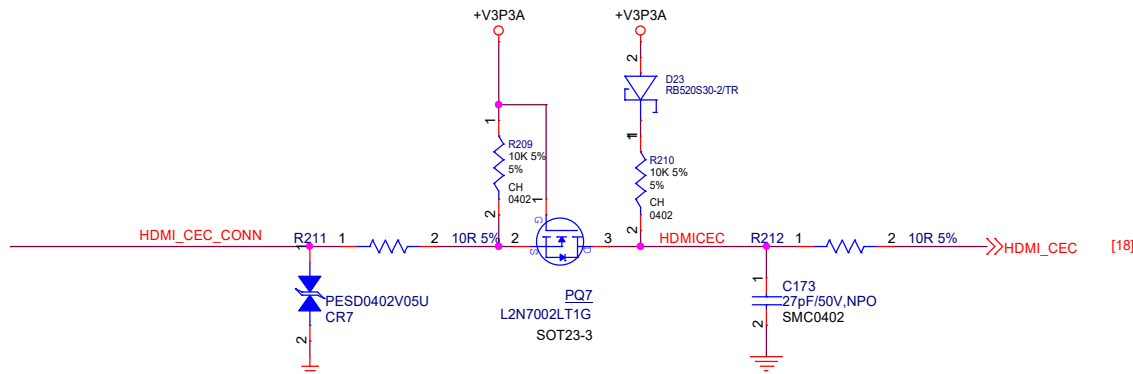 +V3P3A
+V3P3A
2
D23
RB520S30-2/TR
1
1
R209
10K 5%
5%
CH
0402
2
1
R210
10K 5%
5%
CH
0402
2
1
G
HDMI_CEC_CONN
R211
1
2
10R 5%
2
S
D
3
HDMICEC
R212
1
2
10R 5%
HDMI_CEC
[18]
1
PESD0402V05U
CR7
2
PQ7
L2N7002LT1G
SOT23-3
1
C173
27pF/50V,NPO
SMC0402
2